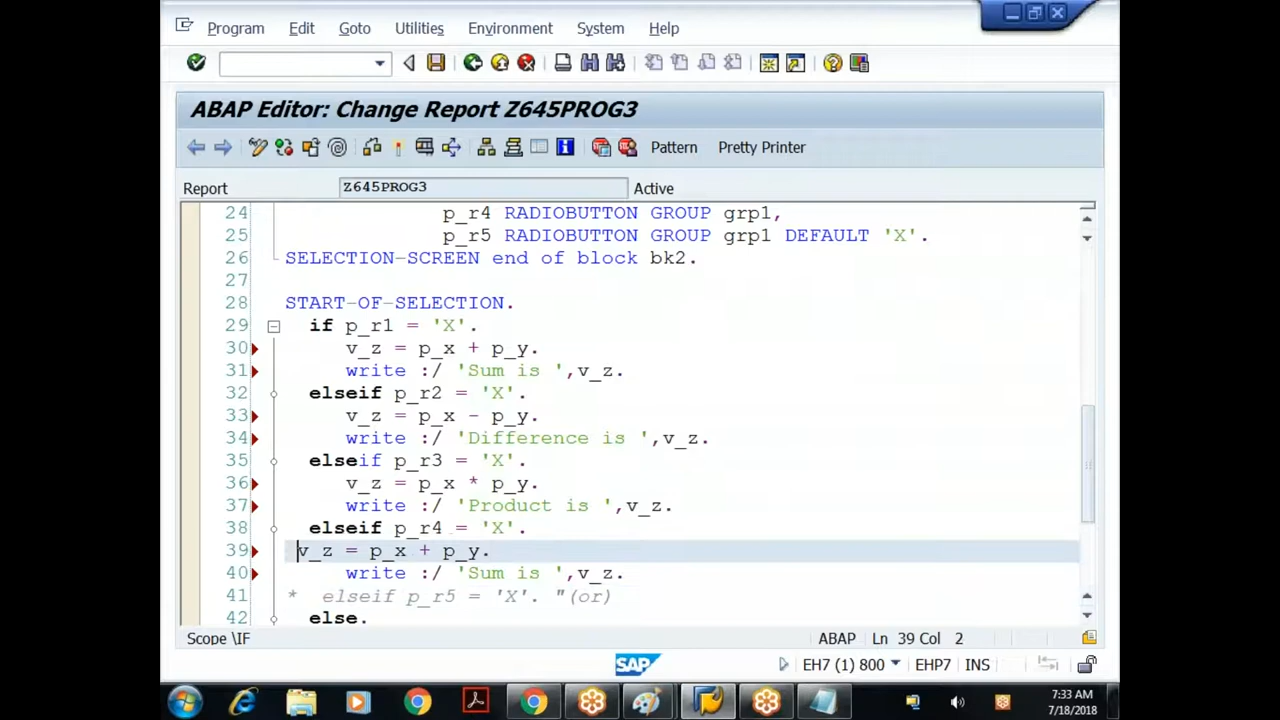 Program Edit Goto Utilities Environment System Help
ABAP Editor: Change Report Z645PROG3
Pattern Pretty Printer
Report Z645PROG3 Active
24 p_r4 RADIOBUTTON GROUP grp1,
25 p_r5 RADIOBUTTON GROUP grp1 DEFAULT 'X'.
26 SELECTION-SCREEN end of block bk2.
27
28 START-OF-SELECTION.
29 if p_r1 = 'X'.
30 v_z = p_x + p_y.
31 write :/ 'Sum is ',v_z.
32 elseif p_r2 = 'X'.
33 v_z = p_x - p_y.
34 write :/ 'Difference is ',v_z.
35 elseif p_r3 = 'X'.
36 v_z = p_x * p_y.
37 write :/ 'Product is ',v_z.
38 elseif p_r4 = 'X'.
39 v_z = p_x + p_y.
40 write :/ 'Sum is ',v_z.
41 * elseif p_r5 = 'X'. "(or)
42 else.
Scope \IF ABAP Ln 39 Col 2
SAP EH7 (1) 800 EHP7 INS
7:33 AM
7/18/2018